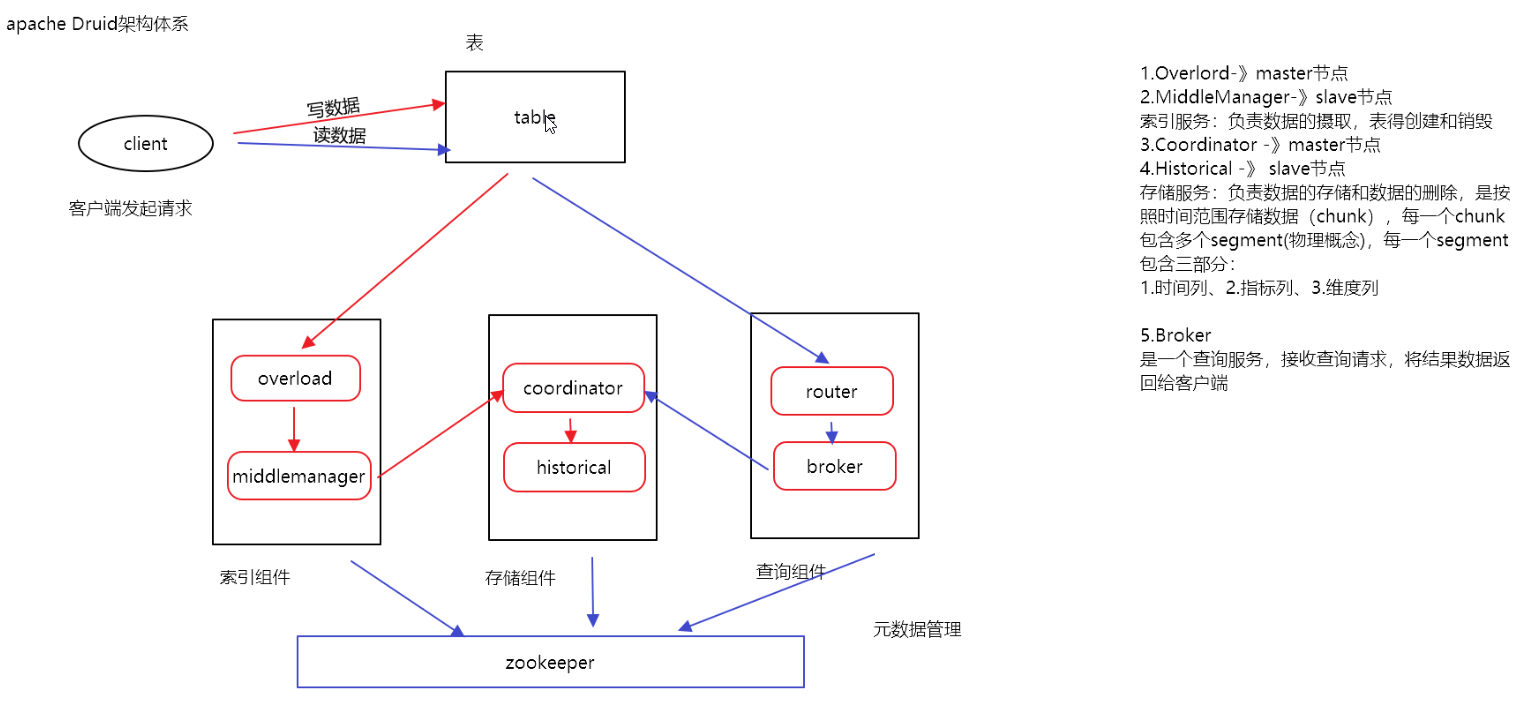 apache Druid架构体系
表
写数据
table
读数据
client
客户端发起请求
overload
middlemanager
索引组件
coordinator
historical
存储组件
router
broker
查询组件
元数据管理
zookeeper
1.Overlord-》master节点
2.MiddleManager-》slave节点
索引服务：负责数据的摄取，表得创建和销毁
3.Coordinator -》master节点
4.Historical -》 slave节点
存储服务：负责数据的存储和数据的删除，是按
照时间范围存储数据（chunk），每一个chunk
包含多个segment(物理概念)，每一个segment
包含三部分：
1.时间列、2.指标列、3.维度列
5.Broker
是一个查询服务，接收查询请求，将结果数据返
回给客户端